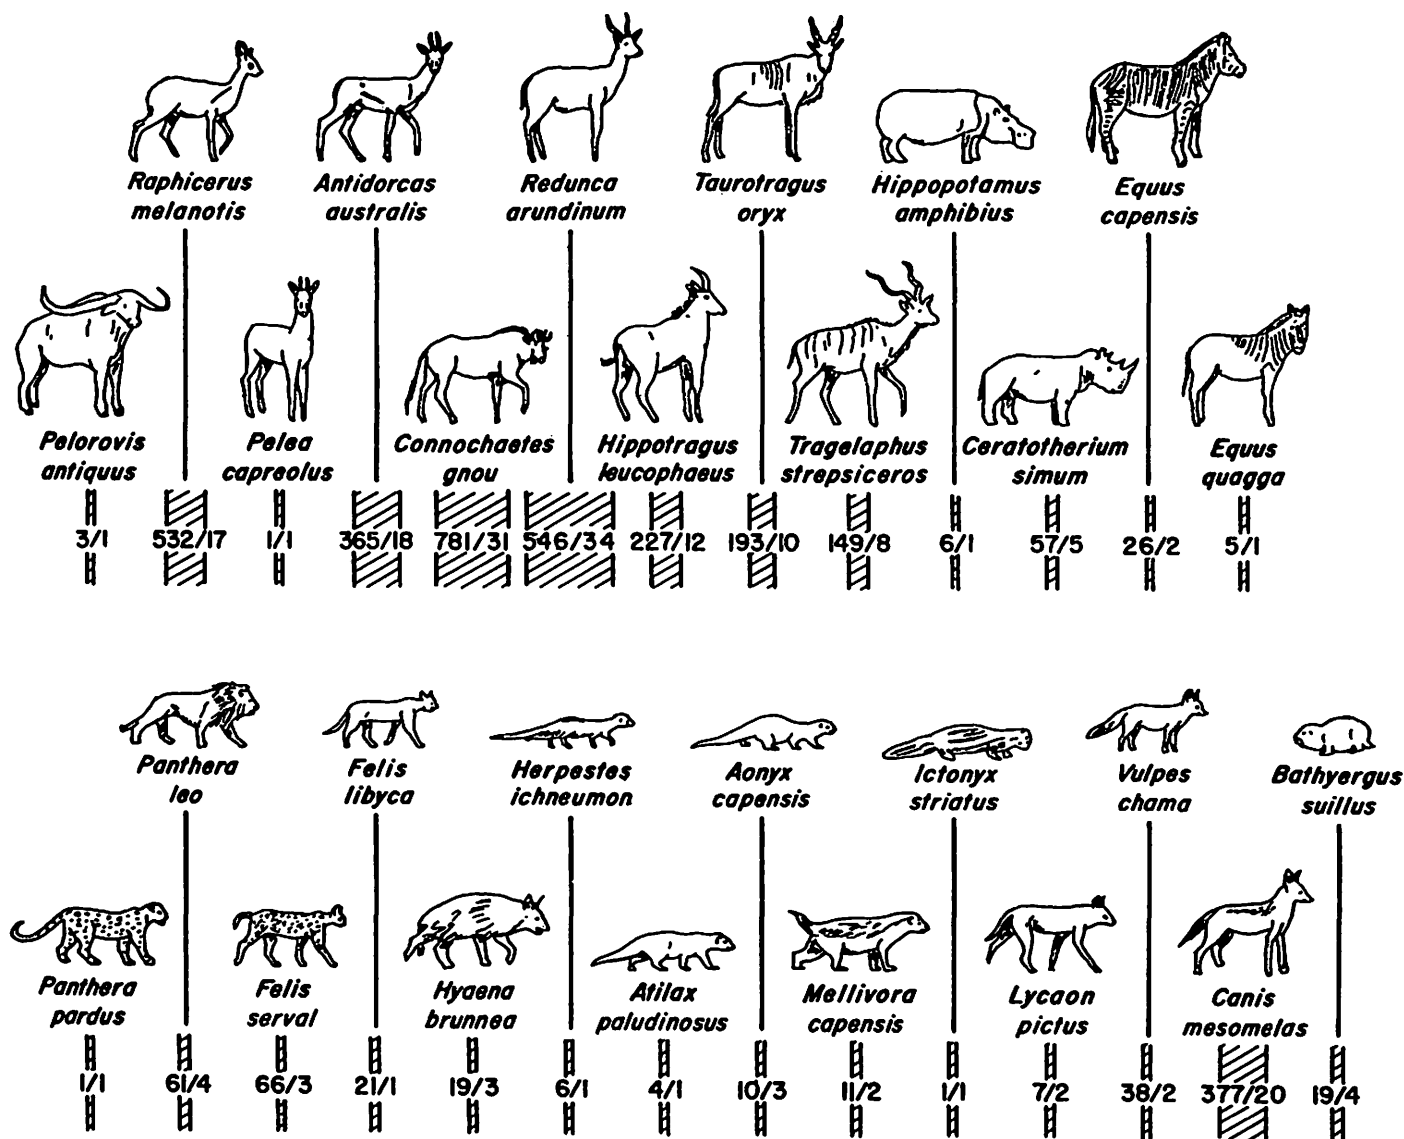 Raphicerus
melanotis
Antidorcas
australis
Redunca
arundinum
Taurotragus
oryx
Hippopotamus
amphibius
Equus
capensis
Pelorovis
antiquus
Pelea
capreolus
Connochaetes
gnou
Hippotragus
leucophaeus
Tragelaphus
strepsiceros
Ceratotherium
simum
Equus
quagga
3/1 532/17 1/1 365/18 781/31 546/34 227/12 193/10 149/8 6/1 57/5 26/2 5/1
Panthera
leo
Felis
libyca
Herpestes
ichneumon
Aonyx
capensis
Ictonyx
striatus
Vulpes
chama
Bathyergus
suillus
Panthera
pardus
Felis
serval
Hyaena
brunnea
Atilax
paludinosus
Mellivora
capensis
Lycaon
pictus
Canis
mesomelas
1/1 61/4 66/3 21/1 19/3 6/1 4/1 10/3 11/2 1/1 7/2 38/2 377/20 19/4